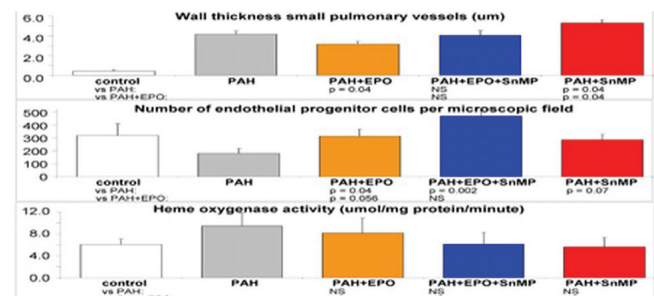 Wall thickness small pulmonary vessels (um)
6.0
4.0
2.0
0.0
control PAH PAH+EPO PAH+EPO+SnMP PAH+SnMP
vs PAH: p = 0.04 NS p = 0.04
vs PAH+EPO: NS p = 0.04
Number of endothelial progenitor cells per microscopic field
500
400
300
200
100
0
control PAH PAH+EPO PAH+EPO+SnMP PAH+SnMP
vs PAH: p = 0.04 p = 0.002 p = 0.07
vs PAH+EPO: p = 0.056 NS
Heme oxygenase activity (umol/mg protein/minute)
12.0
8.0
4.0
0.0
control PAH PAH+EPO PAH+EPO+SnMP PAH+SnMP
vs PAH: NS NS NS